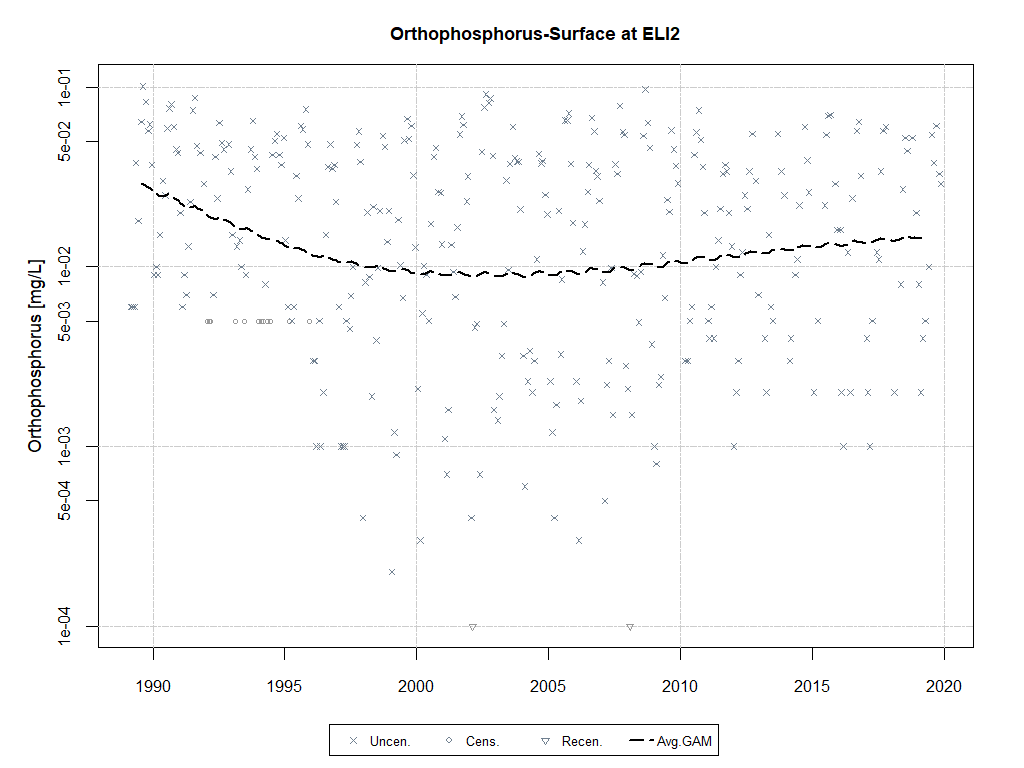 Orthophosphorus-Surface at ELI2
Orthophosphorus [mg/L]
1e-01
5e-02
1e-02
5e-03
1e-03
5e-04
1e-04
1990 1995 2000 2005 2010 2015 2020
Uncen. Cens. Recen. Avg.GAM